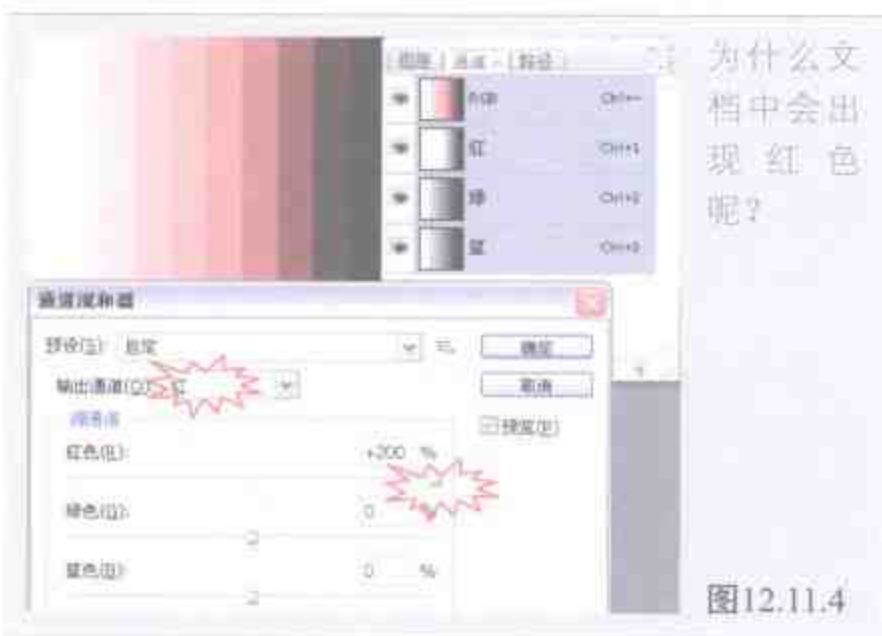 为什么文
档中会出
现红色
呢?
图层 通道 路径
RGB
红 Ctrl+1
绿 Ctrl+2
蓝 Ctrl+3
通道混和器
预设(S): 自定
确定
输出通道(O): 红
取消
源通道
预览(P)
红色(R): +200 %
绿色(G): 0 %
蓝色(B): 0 %
图12.11.4